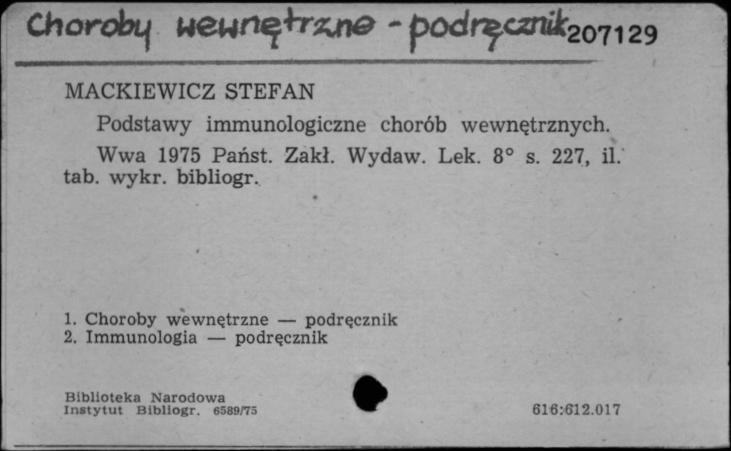 Choroby wewnętrzne - podręcznik 207129
MACKIEWICZ STEFAN
Podstawy immunologiczne chorób wewnętrznych.
Wwa 1975 Państ. Zakł. Wydaw. Lek. 8° s. 227, il.
tab. wykr. bibliogr.
1. Choroby wewnętrzne — podręcznik
2. Immunologia — podręcznik
Biblioteka Narodowa
Instytut Bibliogr. 6589/75
616:612.017